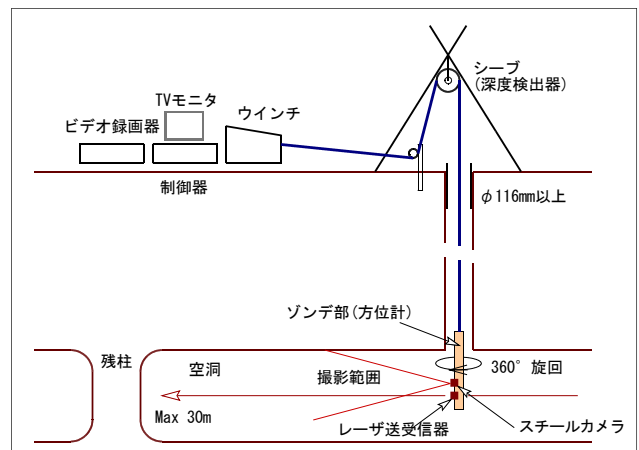 シーブ
(深度検出器)
TVモニタ
ウインチ
ビデオ録画器
制御器
φ116mm以上
ゾンデ部(方位計)
残柱
空洞
撮影範囲
360°旋回
Max 30m
レーザ送受信器
スチールカメラ